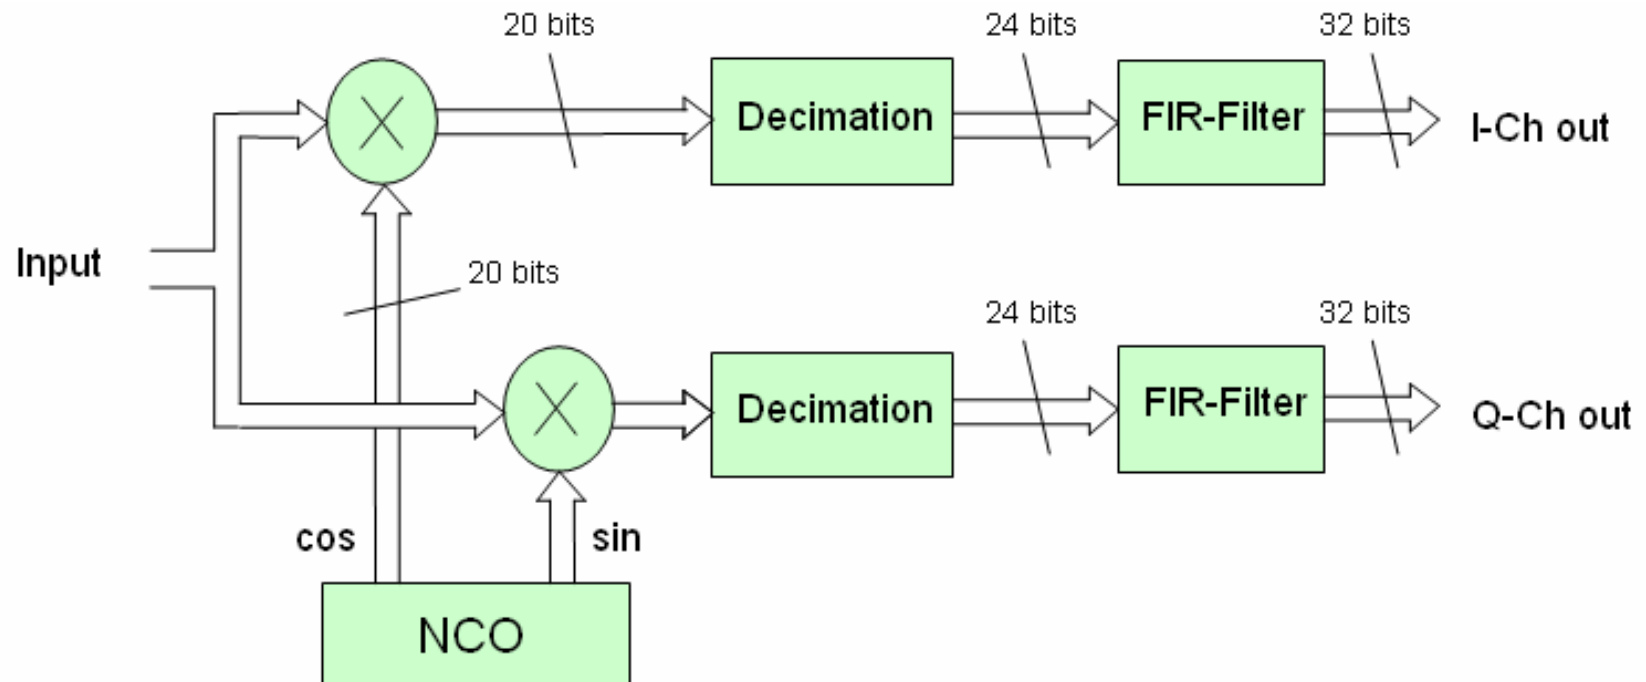 20 bits
24 bits
32 bits
Decimation
FIR-Filter
I-Ch out
Input
20 bits
24 bits
32 bits
Decimation
FIR-Filter
Q-Ch out
cos
sin
NCO